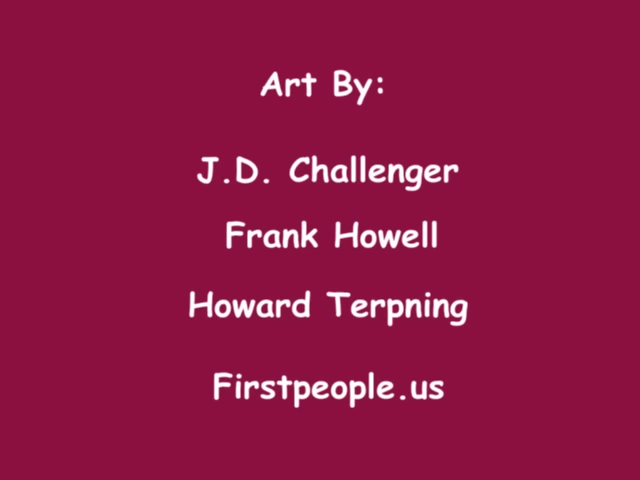 Art By:
J.D. Challenger
Frank Howell
Howard Terpning
Firstpeople.us